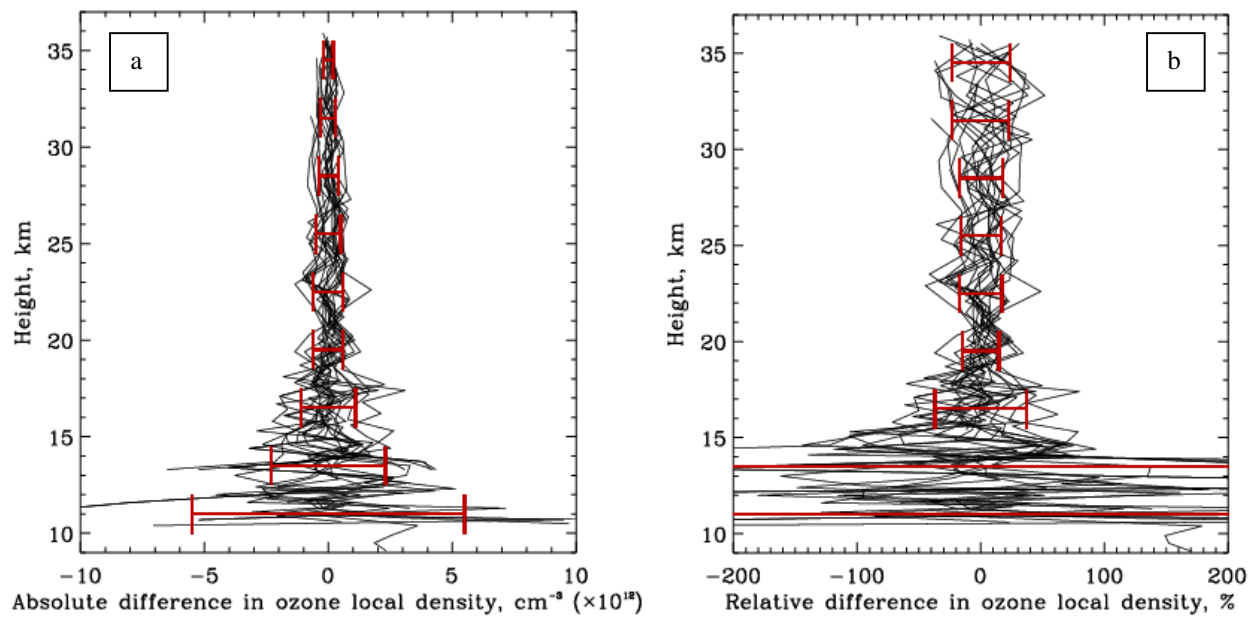 a
b
35
30
25
20
15
10
Height, km
-10 -5 0 5 10
Absolute difference in ozone local density, cm⁻³ (×10¹²)
35
30
25
20
15
10
Height, km
-200 -100 0 100 200
Relative difference in ozone local density, %